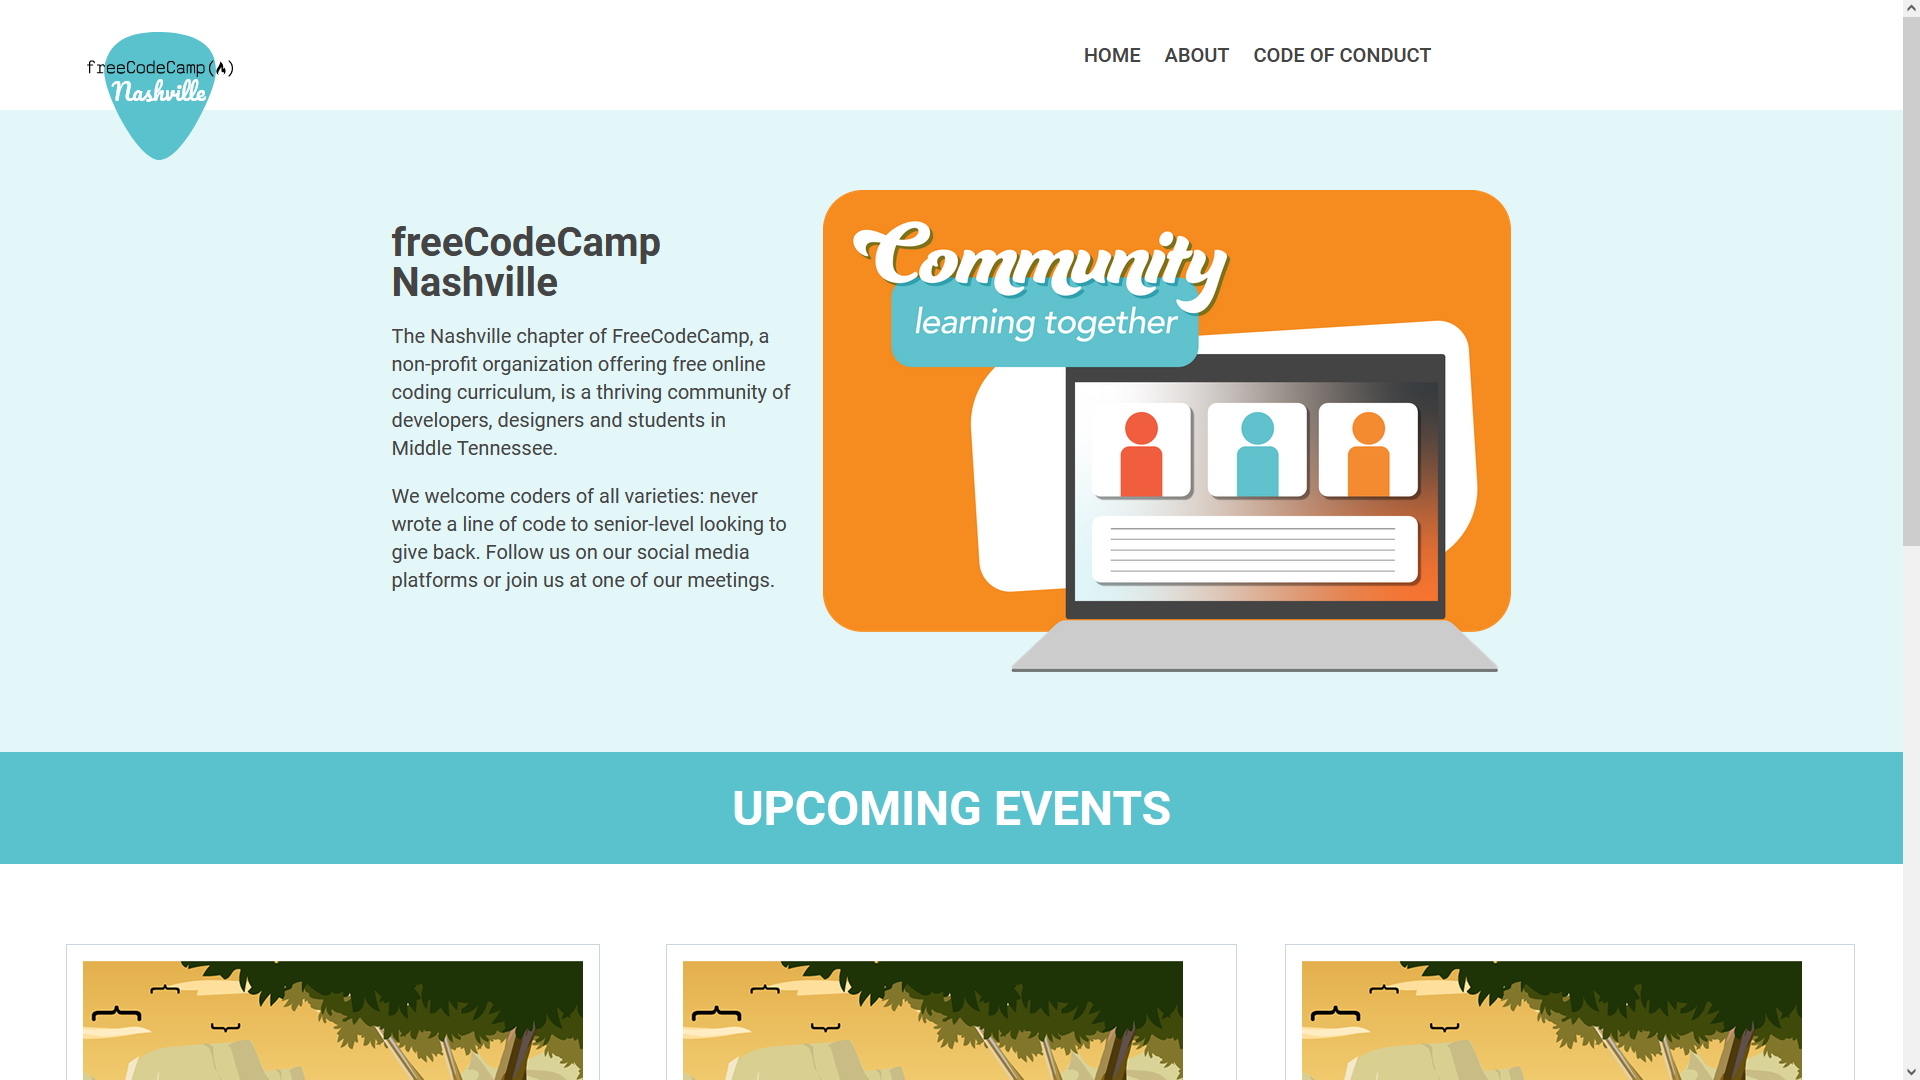 freeCodeCamp(🔥)
Nashville
HOME ABOUT CODE OF CONDUCT
freeCodeCamp
Nashville
The Nashville chapter of FreeCodeCamp, a
non-profit organization offering free online
coding curriculum, is a thriving community of
developers, designers and students in
Middle Tennessee.
We welcome coders of all varieties: never
wrote a line of code to senior-level looking to
give back. Follow us on our social media
platforms or join us at one of our meetings.
Community
learning together
UPCOMING EVENTS